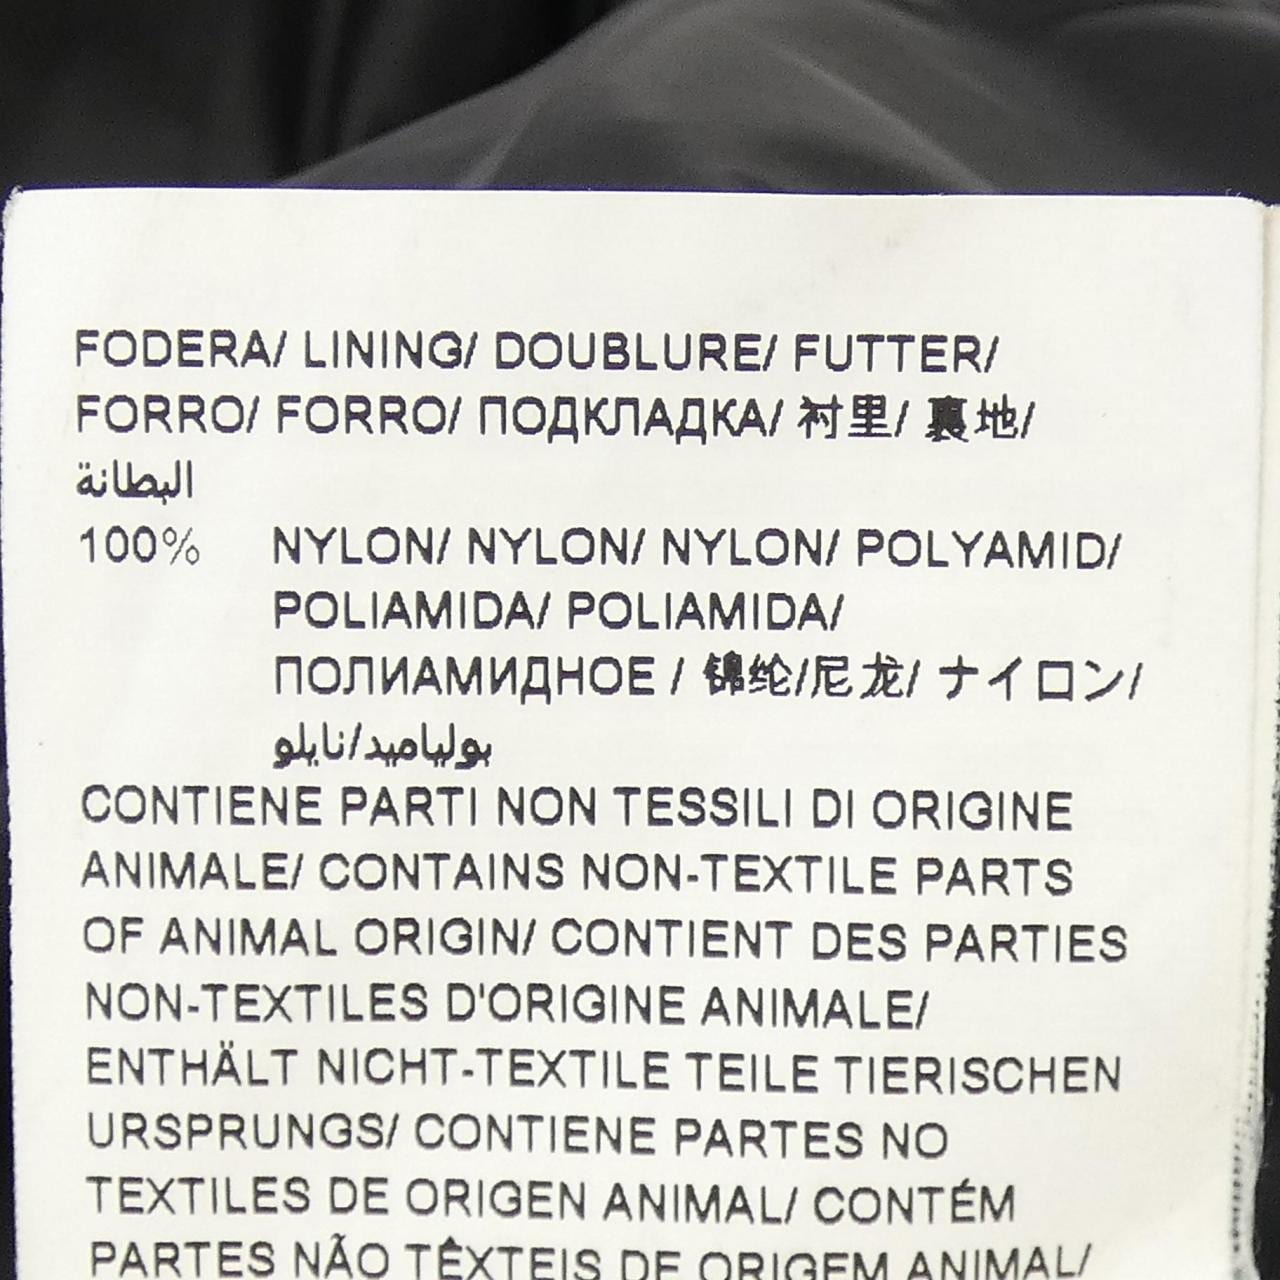 FODERA/ LINING/ DOUBLURE/ FUTTER/
FORRO/ FORRO/ ПОДКЛАДКА/ 衬里/ 裏地/
البطانة
100% NYLON/ NYLON/ NYLON/ POLYAMID/
POLIAMIDA/ POLIAMIDA/
ПОЛИАМИДНОЕ / 锦纶/尼龙/ ナイロン/
بولياميد/نايلو
CONTIENE PARTI NON TESSILI DI ORIGINE
ANIMALE/ CONTAINS NON-TEXTILE PARTS
OF ANIMAL ORIGIN/ CONTIENT DES PARTIES
NON-TEXTILES D'ORIGINE ANIMALE/
ENTHÄLT NICHT-TEXTILE TEILE TIERISCHEN
URSPRUNGS/ CONTIENE PARTES NO
TEXTILES DE ORIGEN ANIMAL/ CONTÉM
PARTES NÃO TÊXTEIS DE ORIGEM ANIMAL/